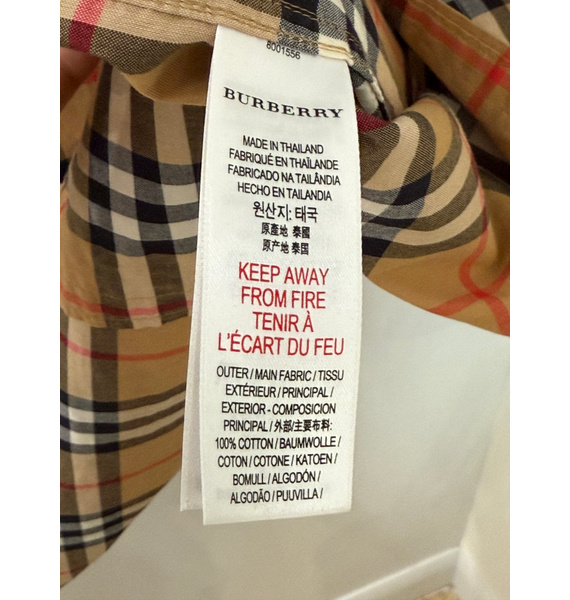 8001556
BURBERRY
MADE IN THAILAND
FABRIQUÉ EN THAÏLANDE
FABRICADO NA TAILÂNDIA
HECHO EN TAILANDIA
원산지: 태국
原產地 泰國
原产地 泰国
KEEP AWAY
FROM FIRE
TENIR À
L'ÉCART DU FEU
OUTER / MAIN FABRIC / TISSU
EXTÉRIEUR / PRINCIPAL /
EXTERIOR - COMPOSICION
PRINCIPAL / 外部/主要布料:
100% COTTON / BAUMWOLLE /
COTON / COTONE / KATOEN /
BOMULL / ALGODÓN /
ALGODÃO / PUUVILLA /